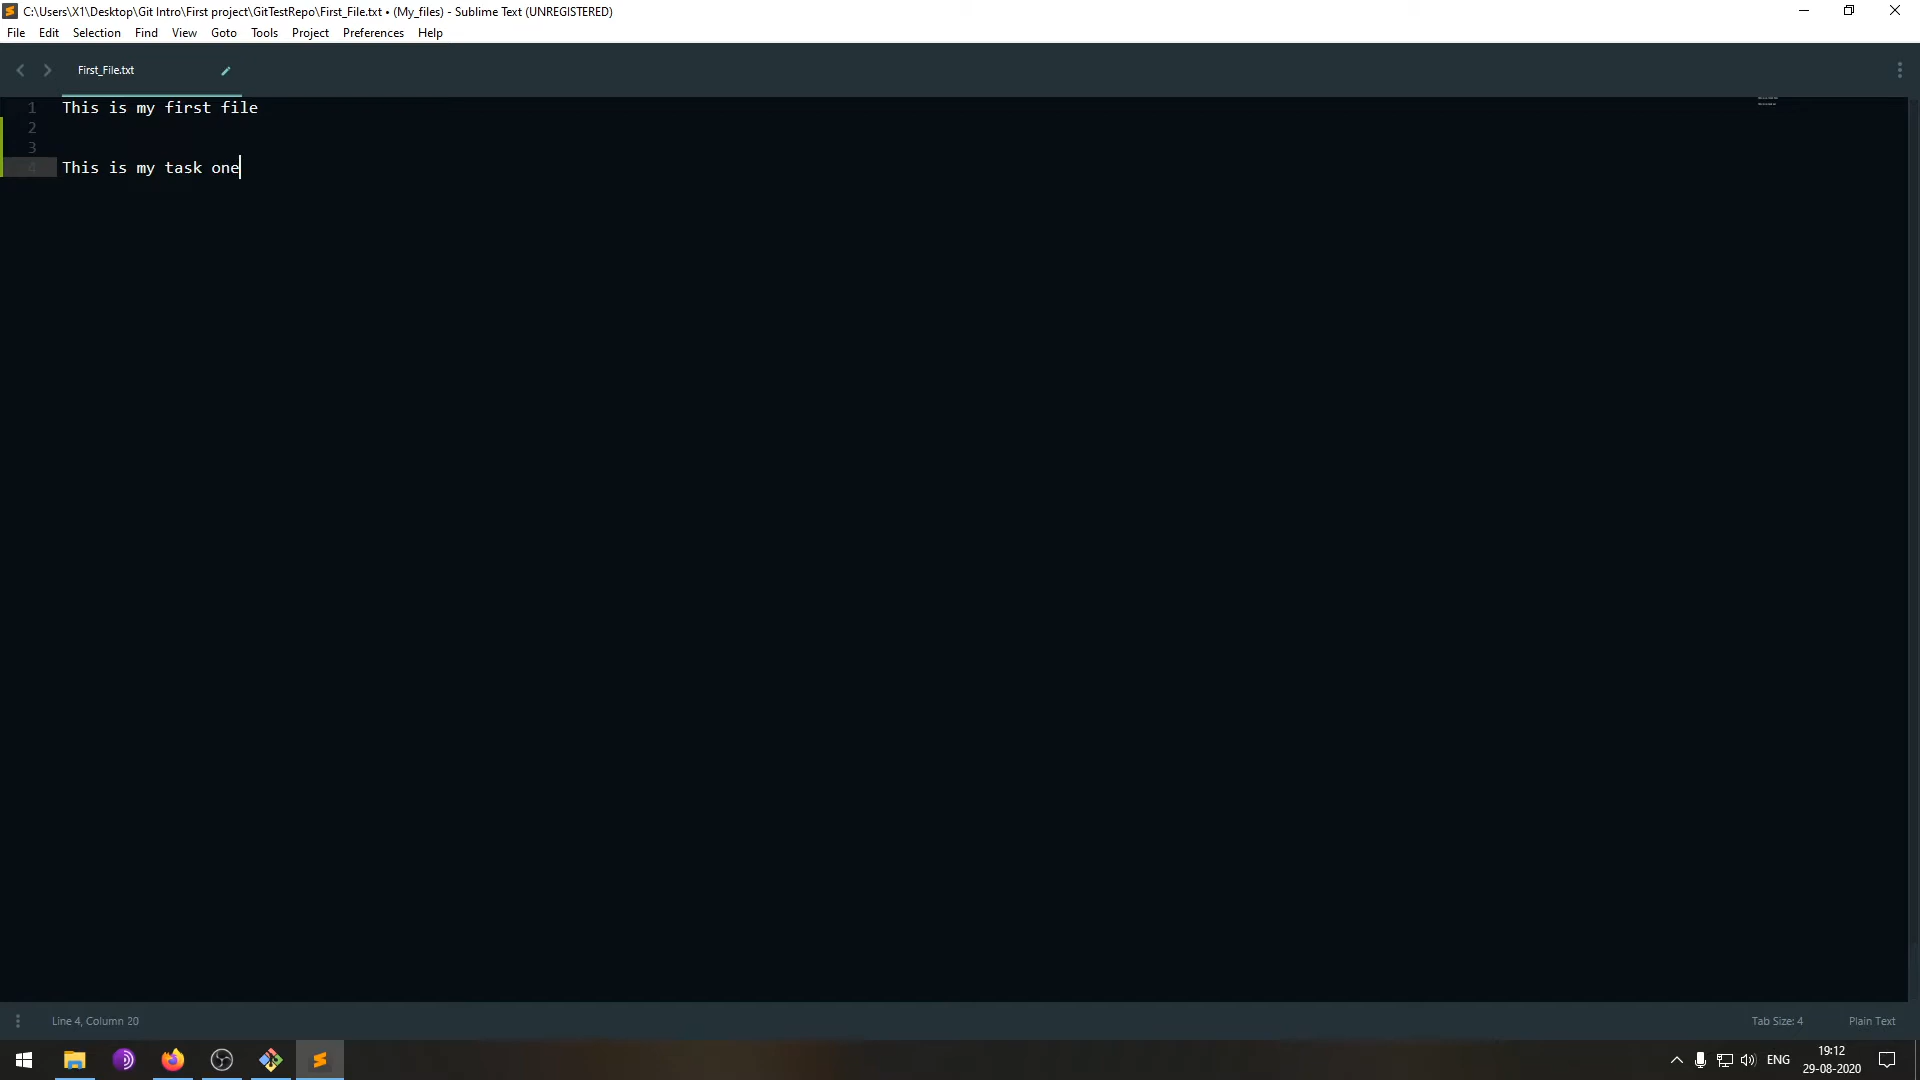 C:\Users\X1\Desktop\Git Intro\First project\GitTestRepo\First_File.txt • (My_files) - Sublime Text (UNREGISTERED)
File Edit Selection Find View Goto Tools Project Preferences Help
First_File.txt
1 This is my first file
2
3
4 This is my task one
Line 4, Column 20
Tab Size: 4
Plain Text
ENG
19:12
29-08-2020